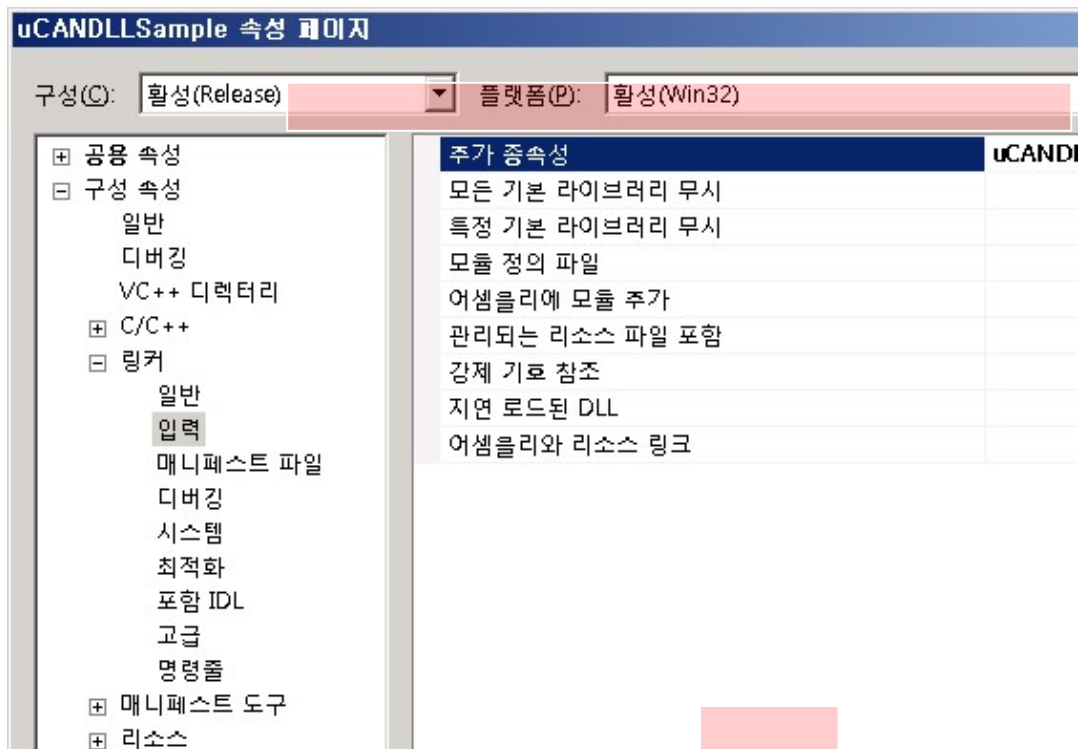 uCANDLLSample 속성 페이지
구성(C): 활성(Release) 플랫폼(P): 활성(Win32)
공용 속성
구성 속성
일반
디버깅
VC++ 디렉터리
C/C++
링커
일반
입력
매니페스트 파일
디버깅
시스템
최적화
포함 IDL
고급
명령줄
매니페스트 도구
리소스
추가 종속성
모든 기본 라이브러리 무시
특정 기본 라이브러리 무시
모듈 정의 파일
어셈블리에 모듈 추가
관리되는 리소스 파일 포함
강제 기호 참조
지연 로드된 DLL
어셈블리와 리소스 링크